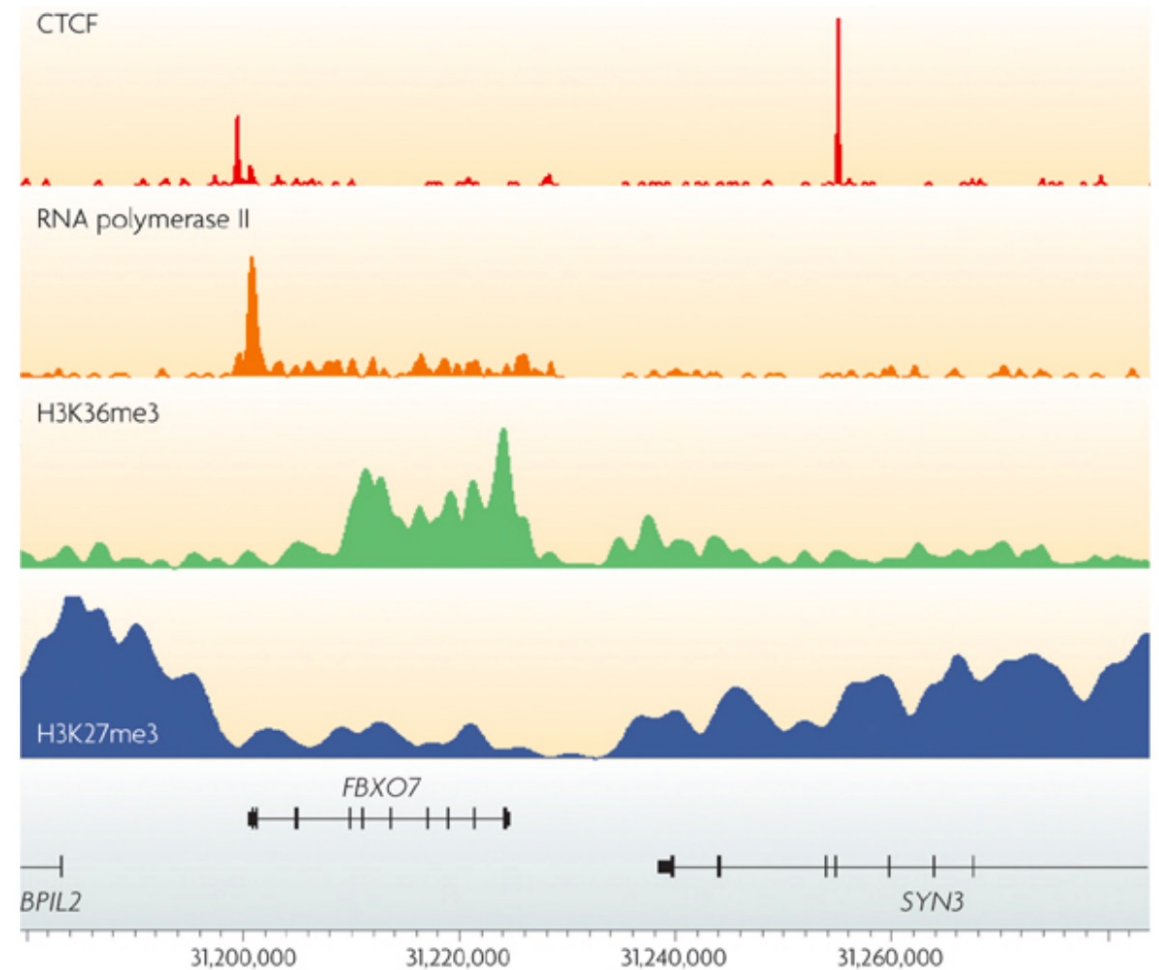 CTCF
RNA polymerase II
H3K36me3
H3K27me3
FBXO7
BPIL2
SYN3
31,200,000 31,220,000 31,240,000 31,260,000